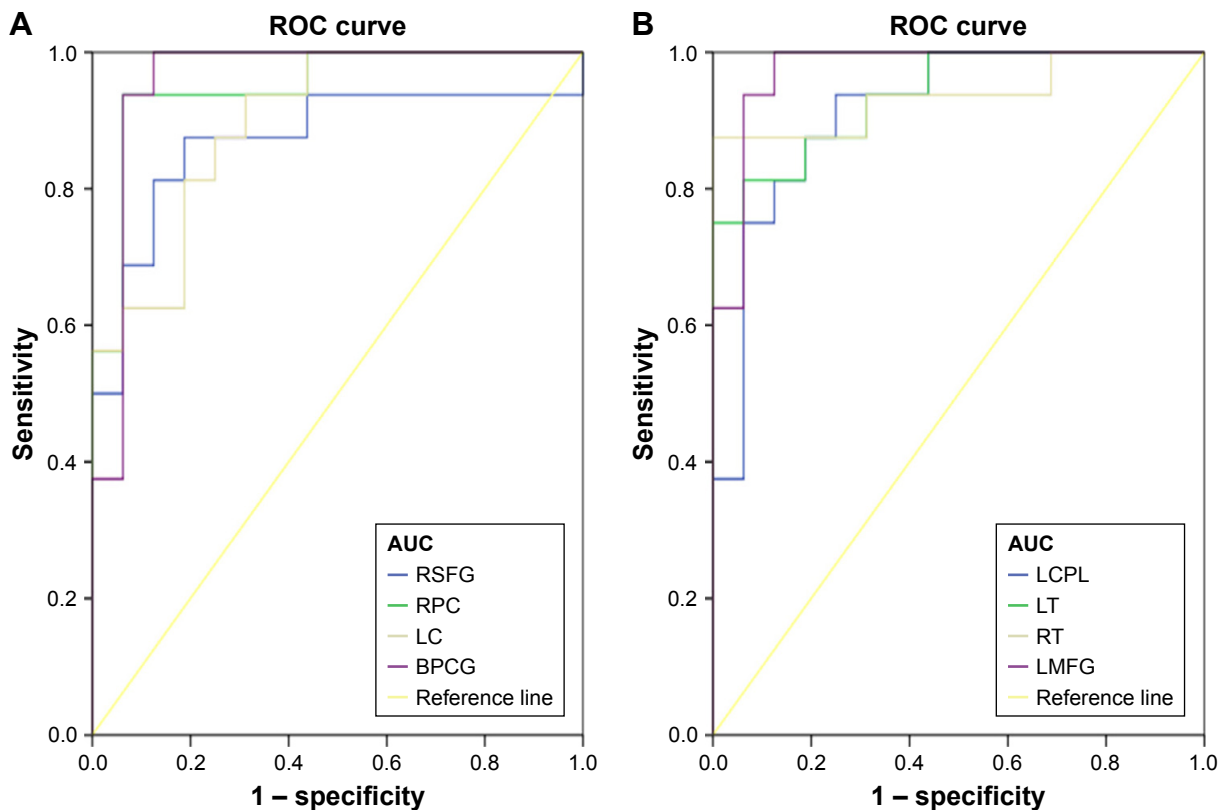 A
ROC curve
1.0
0.8
0.6
0.4
0.2
0.0
Sensitivity
0.0
0.2
0.4
0.6
0.8
1.0
1 – specificity
AUC
RSFG
RPC
LC
BPCG
Reference line
B
ROC curve
1.0
0.8
0.6
0.4
0.2
0.0
Sensitivity
0.0
0.2
0.4
0.6
0.8
1.0
1 – specificity
AUC
LCPL
LT
RT
LMFG
Reference line